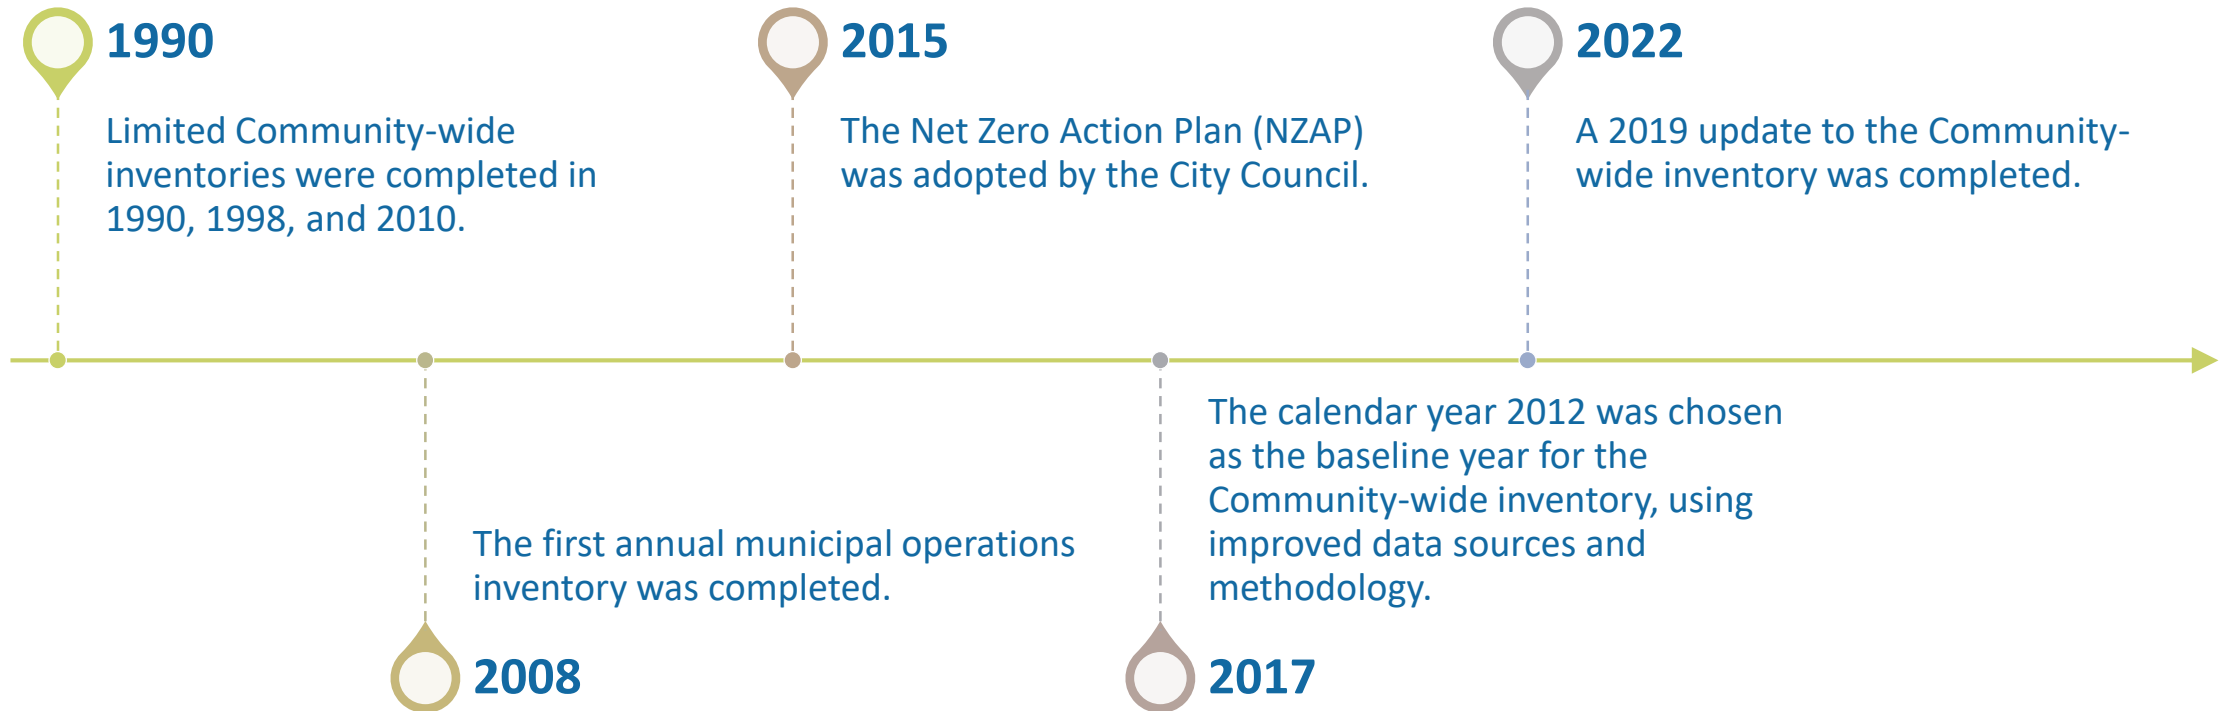 1990
Limited Community-wide
inventories were completed in
1990, 1998, and 2010.
2008
The first annual municipal operations
inventory was completed.
2015
The Net Zero Action Plan (NZAP)
was adopted by the City Council.
2017
The calendar year 2012 was chosen
as the baseline year for the
Community-wide inventory, using
improved data sources and
methodology.
2022
A 2019 update to the Community-
wide inventory was completed.